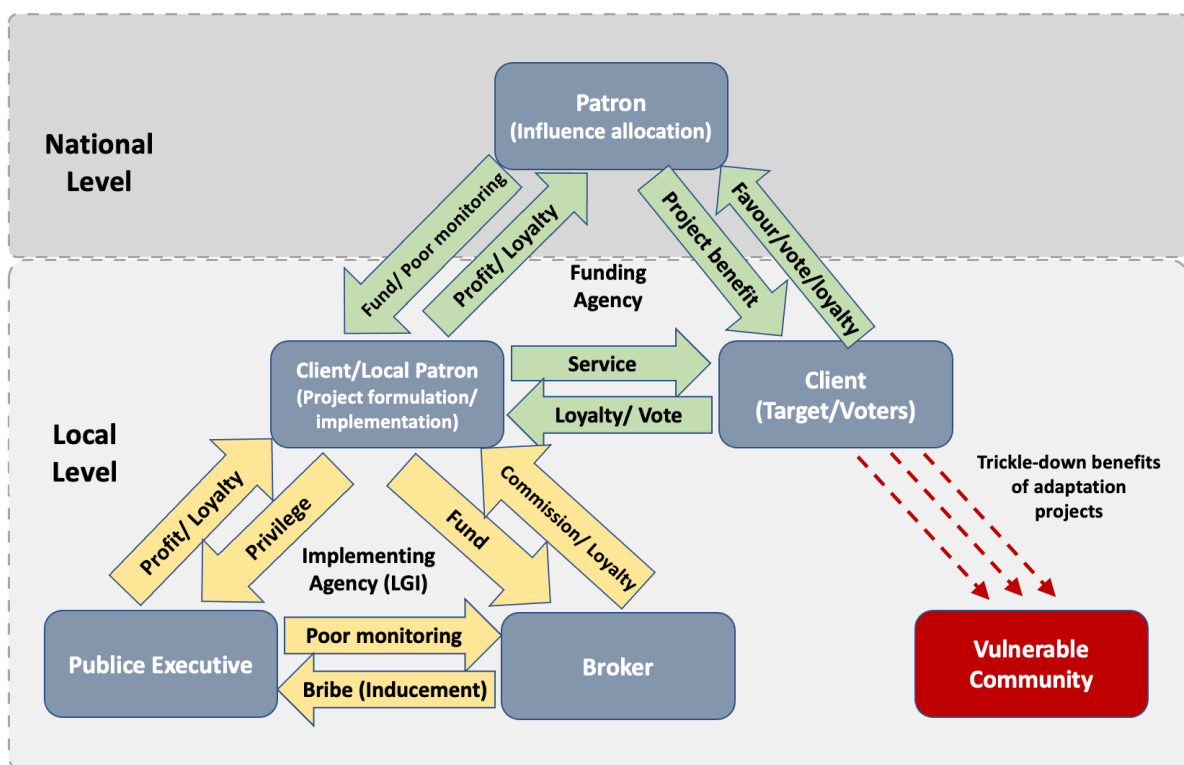 National
Level
Patron
(Influence allocation)
Fund/ Poor monitoring
Profit/ Loyalty
Project benefit
Favour/vote/loyalty
Funding
Agency
Local
Level
Client/Local Patron
(Project formulation/
implementation)
Service
Loyalty/ Vote
Client
(Target/Voters)
Trickle-down benefits
of adaptation
projects
Profit/ Loyalty
Privilege
Fund
Commission/ Loyalty
Implementing
Agency (LGI)
Publice Executive
Poor monitoring
Bribe (Inducement)
Broker
Vulnerable
Community